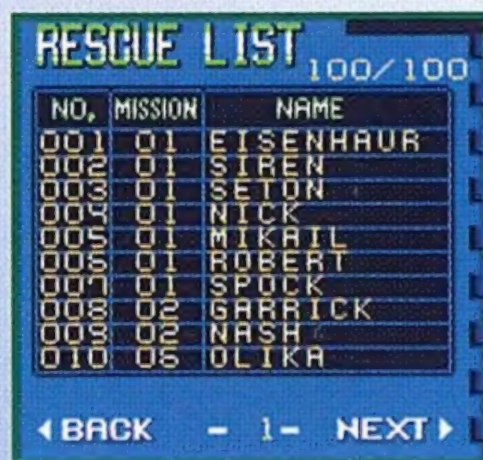 RESCUE LIST
100/100
NO. MISSION NAME
001 01 EISENHAUR
002 01 SIREN
003 01 SETON
004 01 NICK
005 01 MIKAIL
006 01 ROBERT
007 01 SPOCK
008 02 GARRICK
009 02 NASH
010 06 OLIKA
◀BACK - 1 - NEXT▶